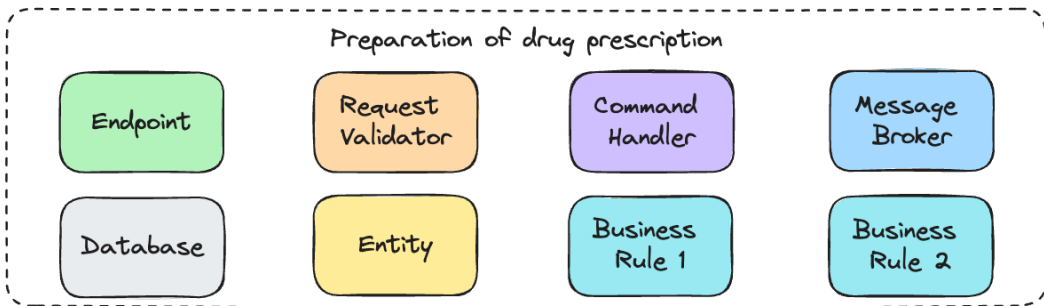 Preparation of drug prescription
Endpoint
Request
Validator
Command
Handler
Message
Broker
Database
Entity
Business
Rule 1
Business
Rule 2